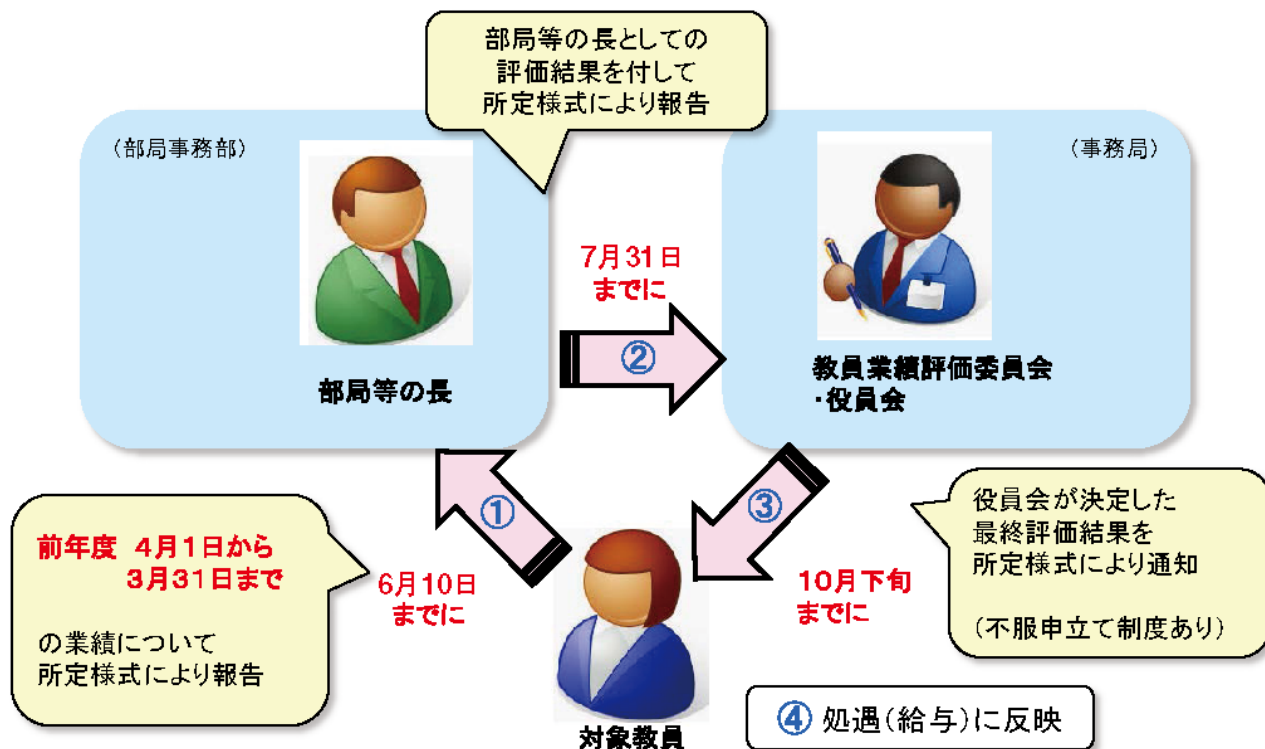 部局等の長としての
評価結果を付して
所定様式により報告
（部局事務部）
（事務局）
7月31日
までに
②
部局等の長
教員業績評価委員会
・役員会
①
③
前年度　4月1日から
3月31日まで
の業績について
所定様式により報告
6月10日
までに
10月下旬
までに
役員会が決定した
最終評価結果を
所定様式により通知
（不服申立て制度あり）
対象教員
④ 処遇（給与）に反映